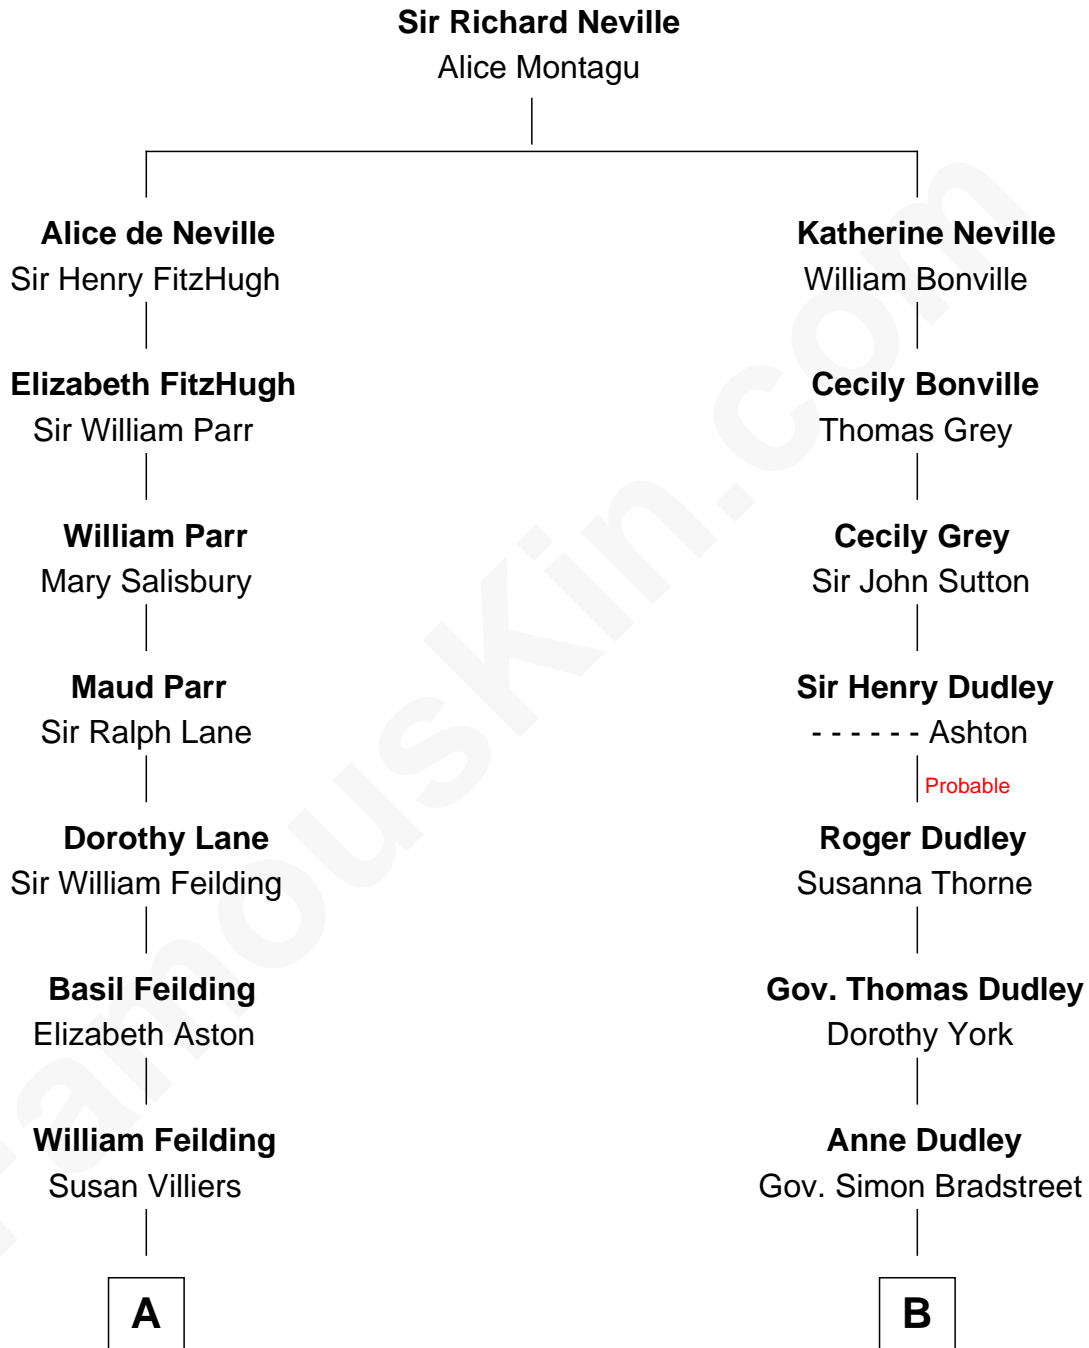 Sir Richard Neville
Alice Montagu
Alice de Neville
Sir Henry FitzHugh
Katherine Neville
William Bonville
Elizabeth FitzHugh
Sir William Parr
Cecily Bonville
Thomas Grey
William Parr
Mary Salisbury
Cecily Grey
Sir John Sutton
Maud Parr
Sir Ralph Lane
Sir Henry Dudley
- - - - - - Ashton
Probable
Dorothy Lane
Sir William Feilding
Roger Dudley
Susanna Thorne
Basil Feilding
Elizabeth Aston
Gov. Thomas Dudley
Dorothy York
William Feilding
Susan Villiers
Anne Dudley
Gov. Simon Bradstreet
A
B
FamousKin.com